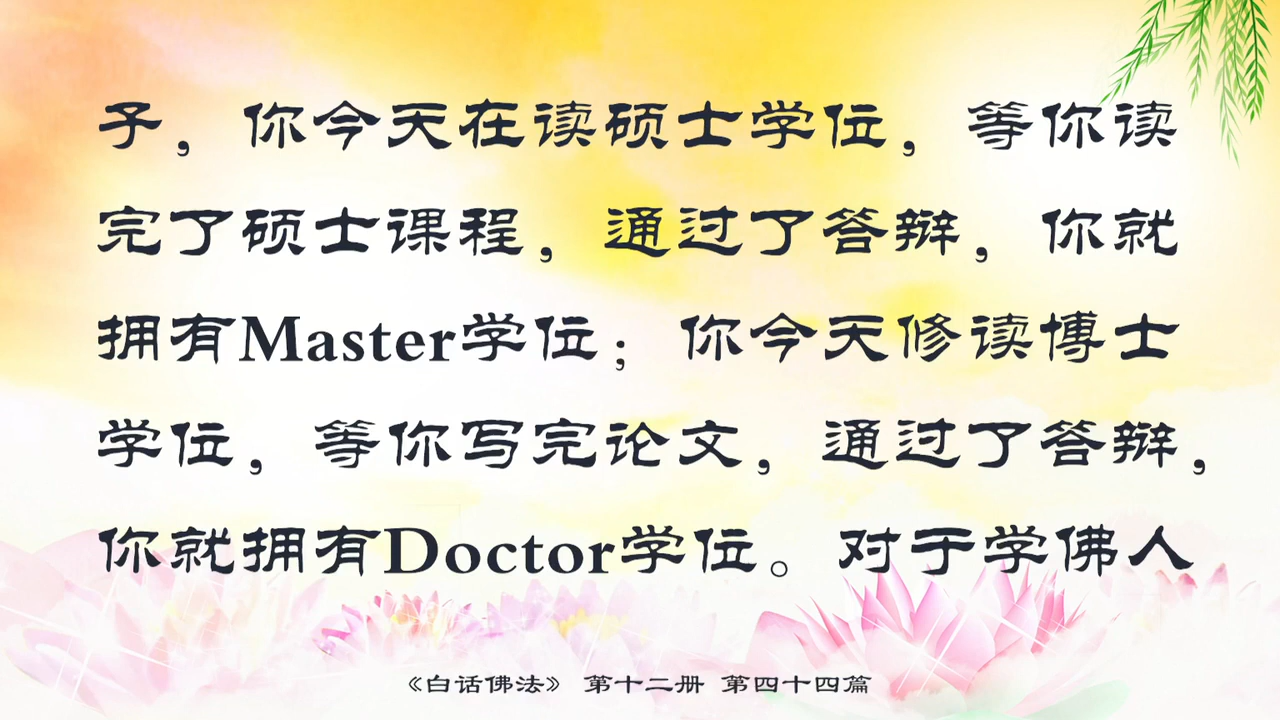 子，你今天在读硕士学位，等你读
完了硕士课程，通过了答辩，你就
拥有Master学位；你今天修读博士
学位，等你写完论文，通过了答辩，
你就拥有Doctor学位。对于学佛人
《白话佛法》 第十二册 第四十四篇